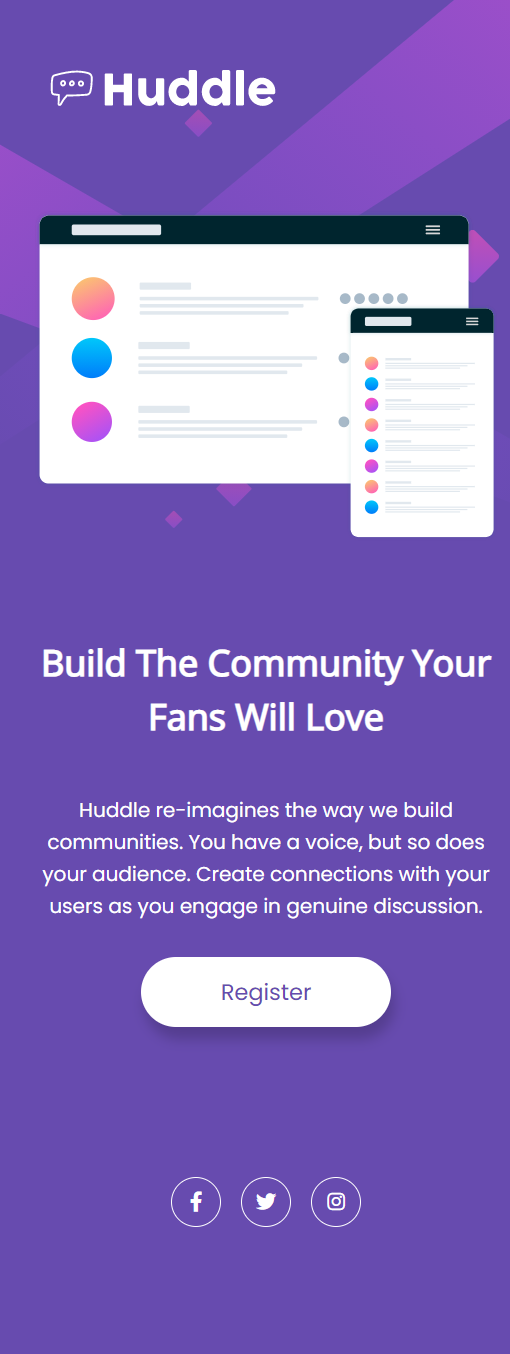 Huddle
Build The Community Your
Fans Will Love
Huddle re-imagines the way we build
communities. You have a voice, but so does
your audience. Create connections with your
users as you engage in genuine discussion.
Register